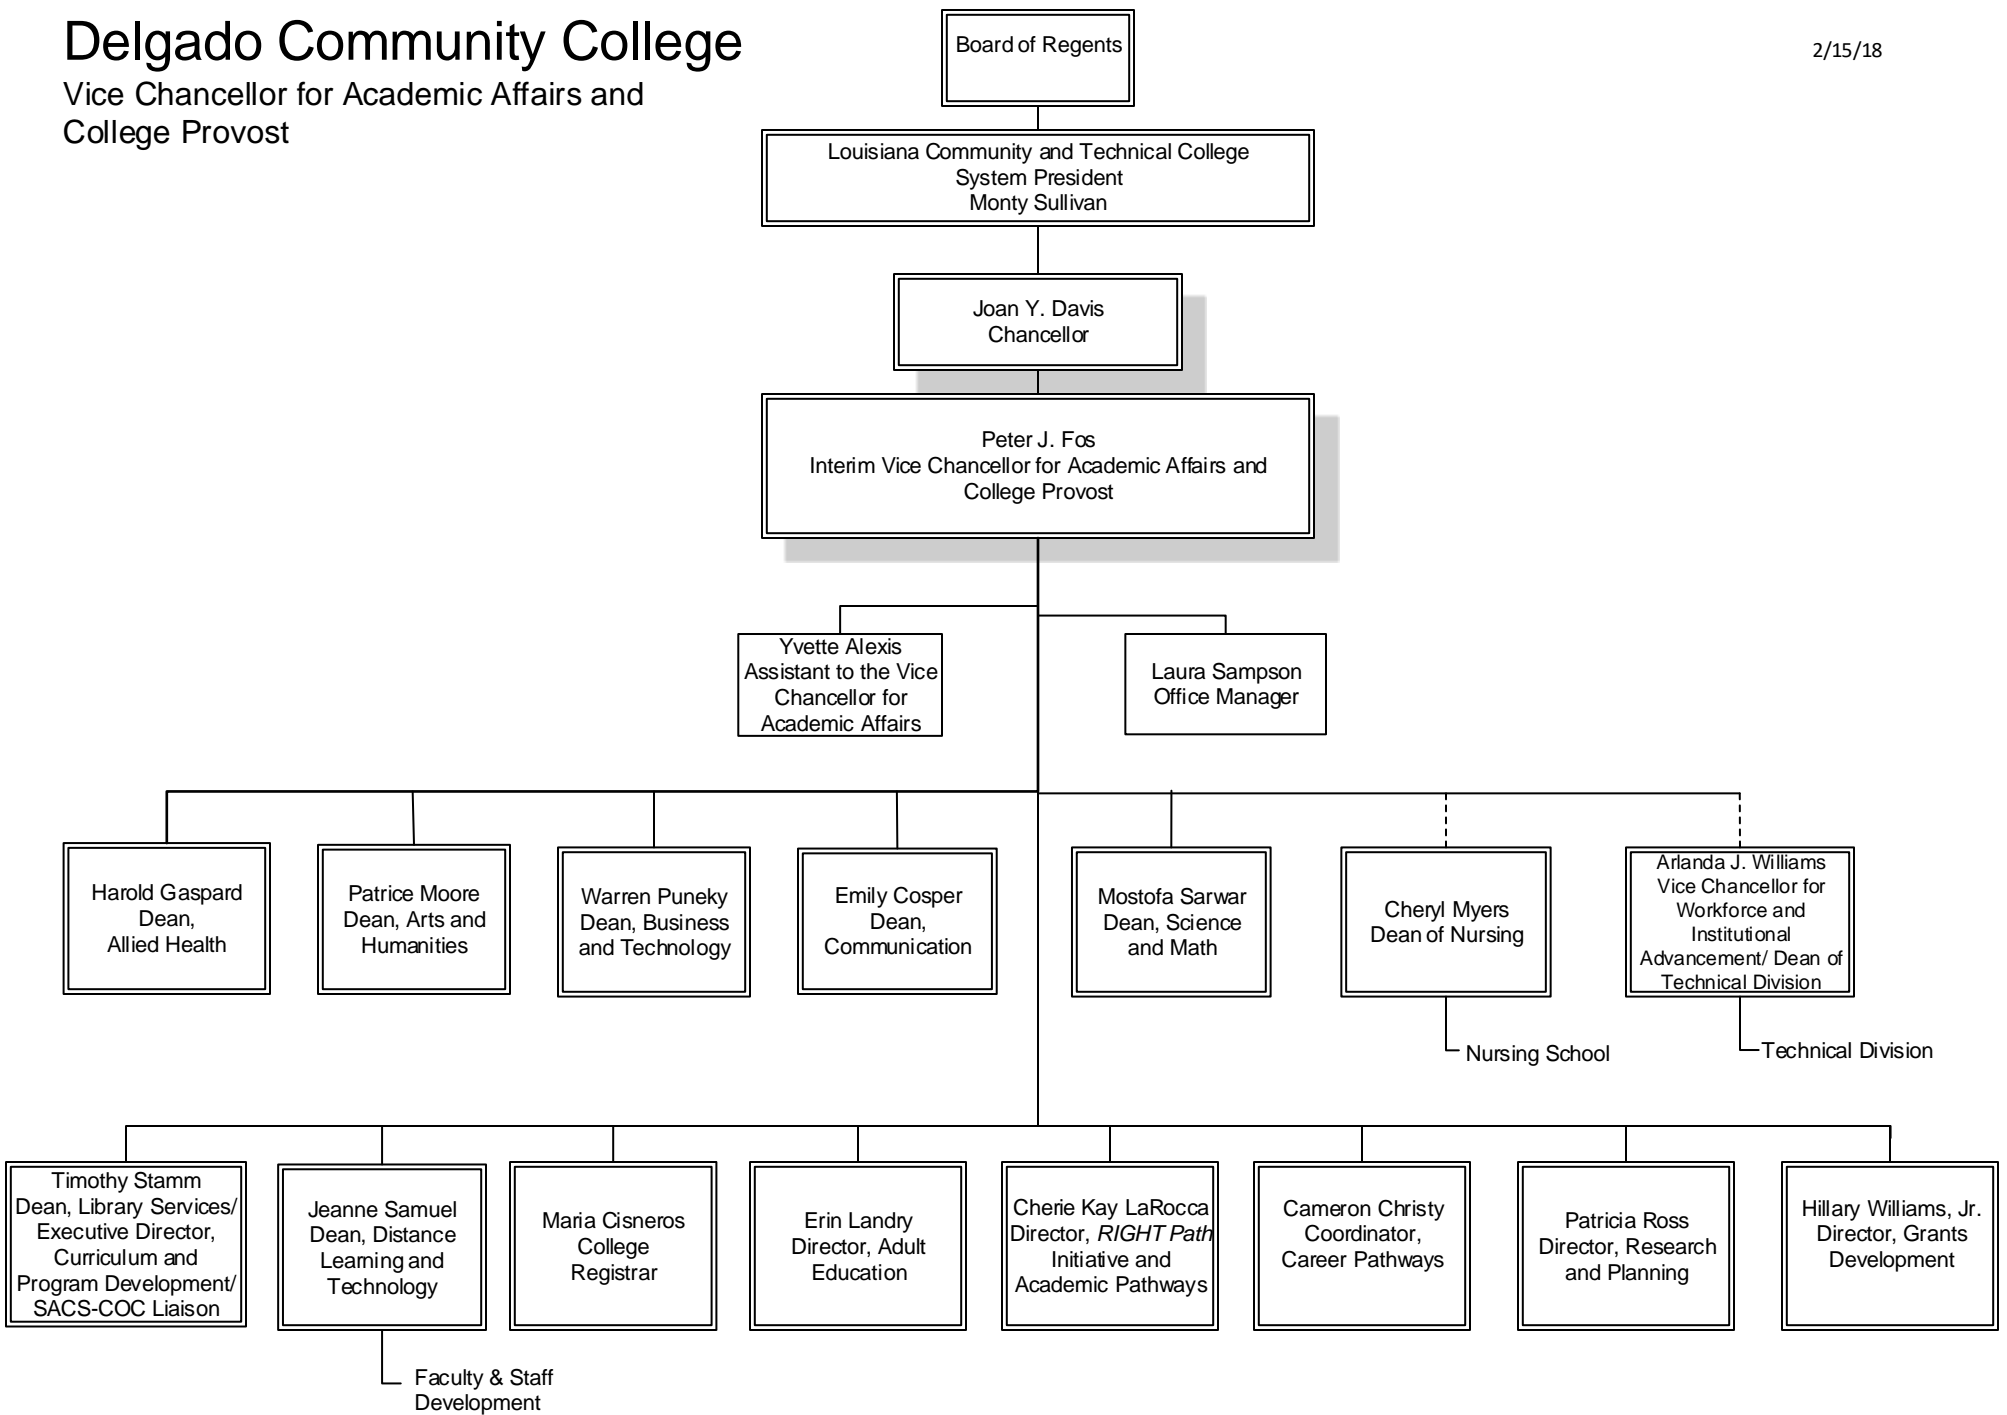 Delgado Community College
Vice Chancellor for Academic Affairs and
College Provost
2/15/18
Board of Regents
Louisiana Community and Technical College
System President
Monty Sullivan
Joan Y. Davis
Chancellor
Peter J. Fos
Interim Vice Chancellor for Academic Affairs and
College Provost
Yvette Alexis
Assistant to the Vice
Chancellor for
Academic Affairs
Laura Sampson
Office Manager
Harold Gaspard
Dean,
Allied Health
Patrice Moore
Dean, Arts and
Humanities
Warren Puneky
Dean, Business
and Technology
Emily Cosper
Dean,
Communication
Mostofa Sarwar
Dean, Science
and Math
Cheryl Myers
Dean of Nursing
Arlanda J. Williams
Vice Chancellor for
Workforce and
Institutional
Advancement/ Dean of
Technical Division
Nursing School
Technical Division
Timothy Stamm
Dean, Library Services/
Executive Director,
Curriculum and
Program Development/
SACS-COC Liaison
Jeanne Samuel
Dean, Distance
Learning and
Technology
Maria Cisneros
College
Registrar
Erin Landry
Director, Adult
Education
Cherie Kay LaRocca
Director, RIGHT Path
Initiative and
Academic Pathways
Cameron Christy
Coordinator,
Career Pathways
Patricia Ross
Director, Research
and Planning
Hillary Williams, Jr.
Director, Grants
Development
Faculty & Staff
Development